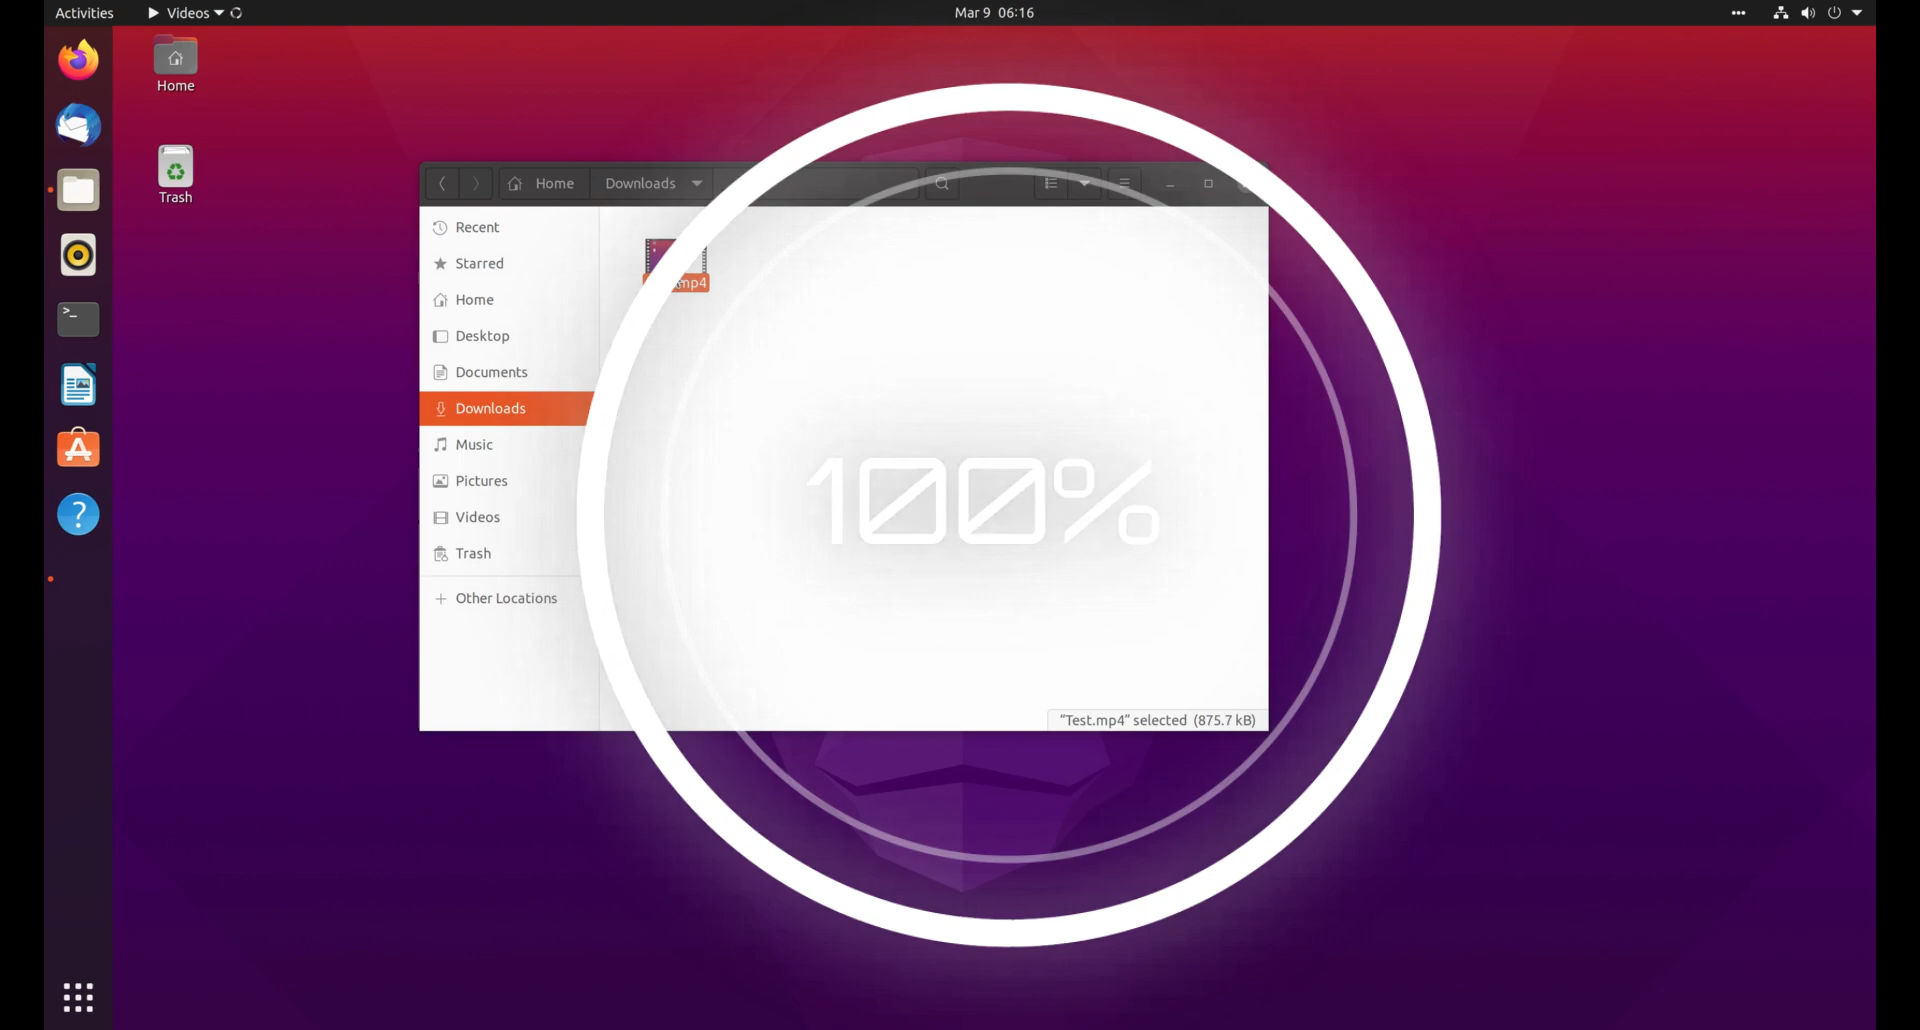 Activities
Videos
Mar 9 06:16
Home
Trash
Home
Downloads
Recent
Starred
Home
Desktop
Documents
Downloads
Music
Pictures
Videos
Trash
Other Locations
mp4
100%
"Test.mp4" selected (875.7 kB)